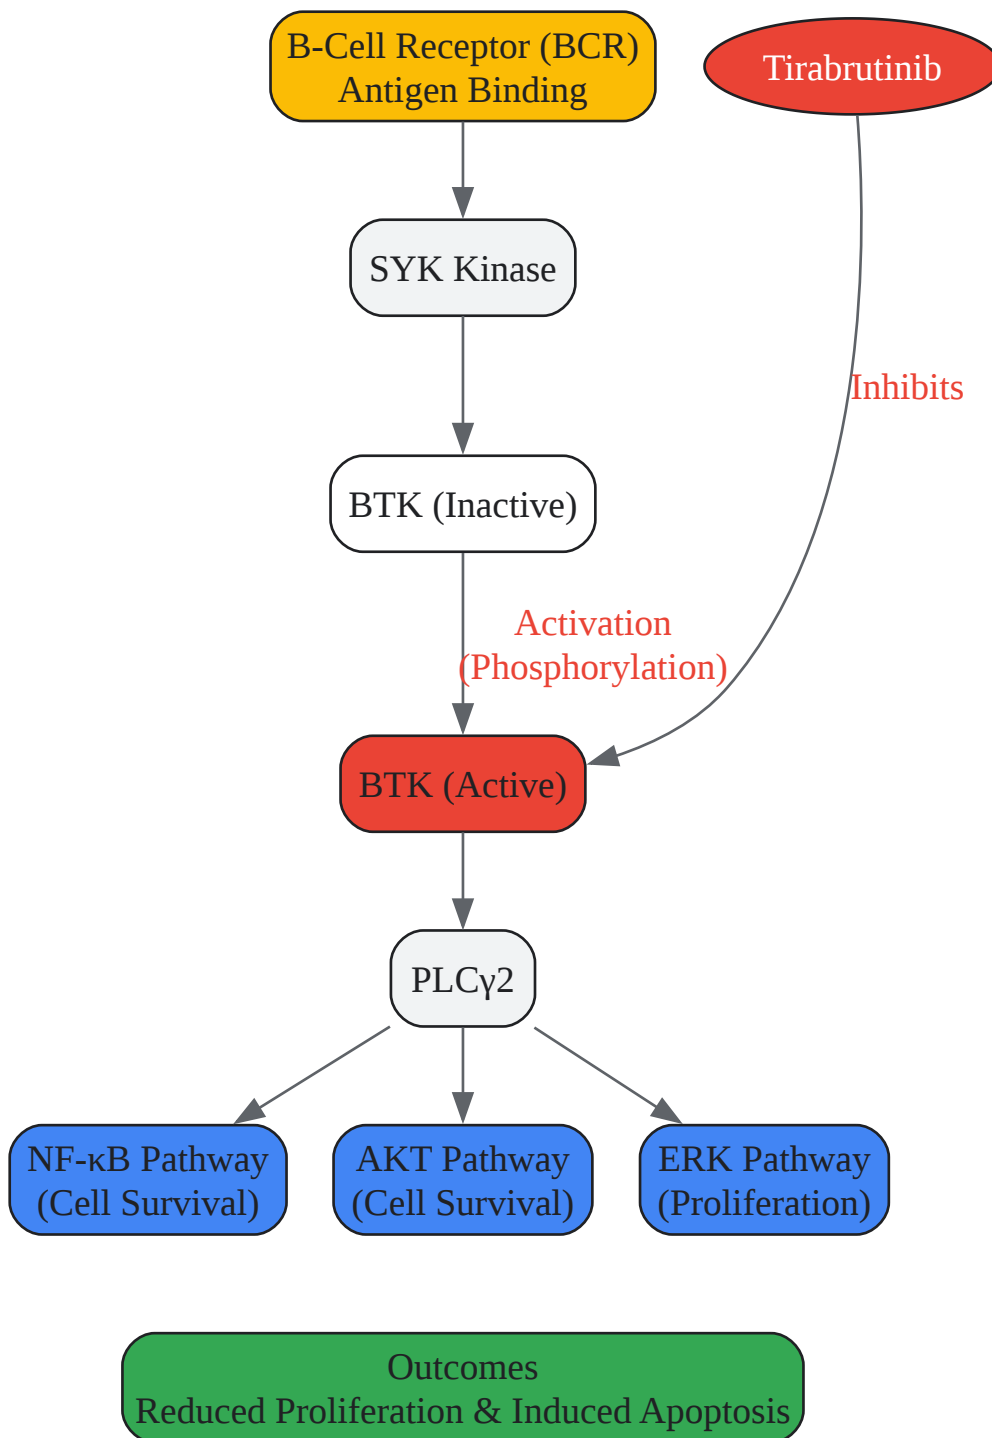 B-Cell Receptor (BCR)
Antigen Binding
Tirabrutinib
SYK Kinase
Inhibits
BTK (Inactive)
Activation
(Phosphorylation)
BTK (Active)
PLCγ2
NF-κB Pathway
(Cell Survival)
AKT Pathway
(Cell Survival)
ERK Pathway
(Proliferation)
Outcomes
Reduced Proliferation & Induced Apoptosis